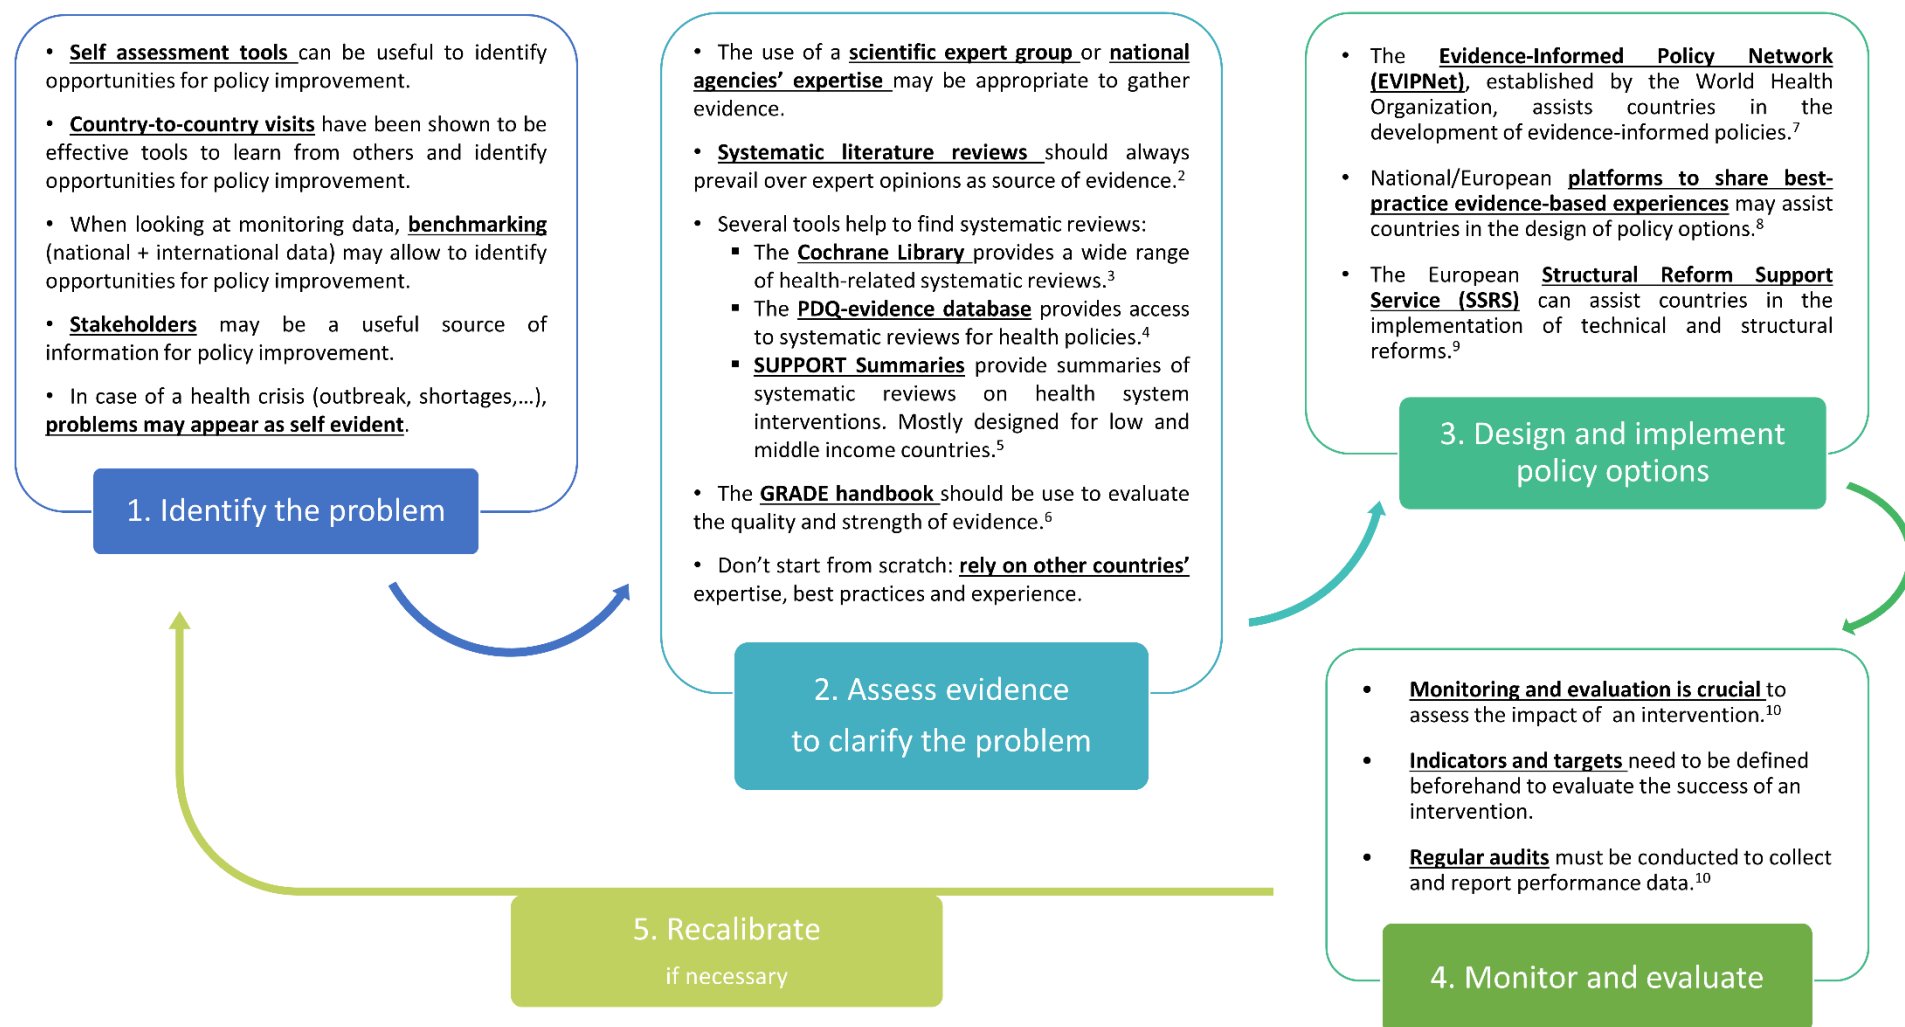 • Self assessment tools can be useful to identify
opportunities for policy improvement.
• Country-to-country visits have been shown to be
effective tools to learn from others and identify
opportunities for policy improvement.
• When looking at monitoring data, benchmarking
(national + international data) may allow to identify
opportunities for policy improvement.
• Stakeholders may be a useful source of
information for policy improvement.
• In case of a health crisis (outbreak, shortages,...),
problems may appear as self evident.
1. Identify the problem
• The use of a scientific expert group or national
agencies’ expertise may be appropriate to gather
evidence.
• Systematic literature reviews should always
prevail over expert opinions as source of evidence.2
• Several tools help to find systematic reviews:
▪ The Cochrane Library provides a wide range
of health-related systematic reviews.3
▪ The PDQ-evidence database provides access
to systematic reviews for health policies.4
▪ SUPPORT Summaries provide summaries of
systematic reviews on health system
interventions. Mostly designed for low and
middle income countries.5
• The GRADE handbook should be use to evaluate
the quality and strength of evidence.6
• Don’t start from scratch: rely on other countries’
expertise, best practices and experience.
2. Assess evidence
to clarify the problem
• The Evidence-Informed Policy Network
(EVIPNet), established by the World Health
Organization, assists countries in the
development of evidence-informed policies.7
• National/European platforms to share best-
practice evidence-based experiences may assist
countries in the design of policy options.8
• The European Structural Reform Support
Service (SSRS) can assist countries in the
implementation of technical and structural
reforms.9
3. Design and implement
policy options
• Monitoring and evaluation is crucial to
assess the impact of an intervention.10
• Indicators and targets need to be defined
beforehand to evaluate the success of an
intervention.
• Regular audits must be conducted to collect
and report performance data.10
4. Monitor and evaluate
5. Recalibrate
if necessary